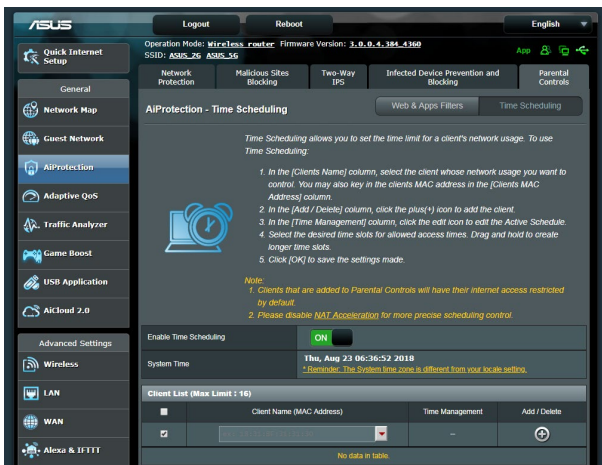 ASUS
Logout
Reboot
English
Quick Internet
Setup
Operation Mode: Wireless router Firmware Version: 3.0.0.4.384_4360
SSID: ASUS_2G ASUS_5G
App
General
Network Map
Guest Network
AiProtection
Adaptive QoS
Traffic Analyzer
Game Boost
USB Application
AiCloud 2.0
Advanced Settings
Wireless
LAN
WAN
Alexa & IFTTT
Network
Protection
Malicious Sites
Blocking
Two-Way
IPS
Infected Device Prevention and
Blocking
Parental
Controls
AiProtection - Time Scheduling
Web & Apps Filters
Time Scheduling
Time Scheduling allows you to set the time limit for a client's network usage. To use
Time Scheduling:
1. In the [Clients Name] column, select the client whose network usage you want to
control. You may also key in the clients MAC address in the [Clients MAC
Address] column.
2. In the [Add / Delete] column, click the plus(+) icon to add the client.
3. In the [Time Management] column, click the edit icon to edit the Active Schedule.
4. Select the desired time slots for allowed access times. Drag and hold to create
longer time slots.
5. Click [OK] to save the settings made.
Note:
1. Clients that are added to Parental Controls will have their internet access restricted
by default.
2. Please disable NAT Acceleration for more precise scheduling control.
Enable Time Scheduling
ON
System Time
Thu, Aug 23 06:36:52 2018
* Reminder: The System time zone is different from your locale setting.
Client List (Max Limit : 16)
Client Name (MAC Address)
Time Management
Add / Delete
–
No data in table.